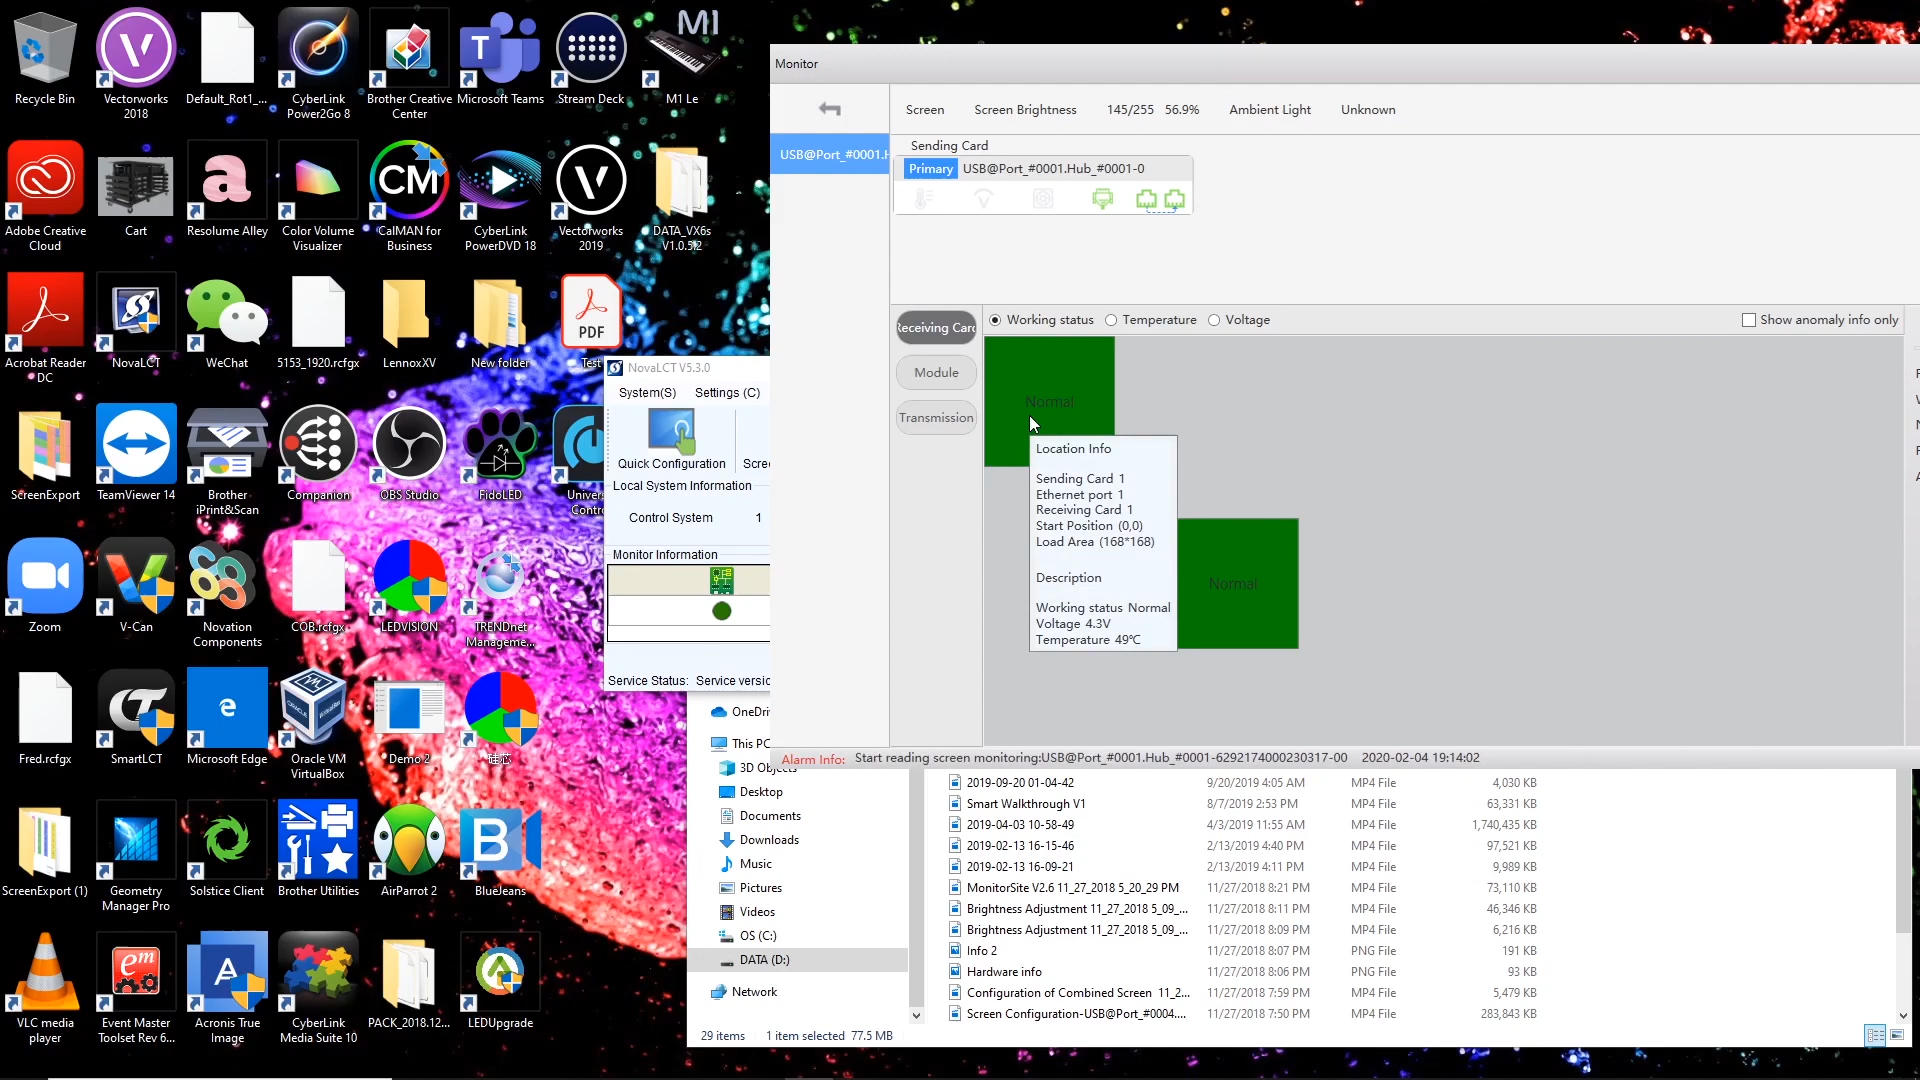 Recycle Bin
Vectorworks
2018
Default_Rot1_...
CyberLink
Power2Go 8
Brother Creative
Center
Microsoft Teams
Stream Deck
M1
M1 Le
Adobe Creative
Cloud
Cart
Resolume Alley
Color Volume
Visualizer
CM
CalMAN for
Business
CyberLink
PowerDVD 18
Vectorworks
2019
DATA_VX6s
V1.0.5.2
Acrobat Reader
DC
NovaLCT
WeChat
5153_1920.rcfgx
LennoxXV
New folder
PDF
Test
ScreenExport
TeamViewer 14
Brother
iPrint&Scan
Companion
OBS Studio
FidoLED
Univers
Contro
Zoom
V-Can
Novation
Components
COB.rcfgx
LEDVISION
TRENDnet
Manageme...
Fred.rcfgx
SmartLCT
Microsoft Edge
Oracle VM
VirtualBox
Demo 2
硅芯
ScreenExport (1)
Geometry
Manager Pro
Solstice Client
Brother Utilities
AirParrot 2
BlueJeans
VLC media
player
Event Master
Toolset Rev 6...
Acronis True
Image
CyberLink
Media Suite 10
PACK_2018.12...
LEDUpgrade
NovaLCT V5.3.0
System(S)
Settings (C)
Quick Configuration
Scree
Local System Information
Control System
1
Monitor Information
Service Status:
Service versio
Monitor
Screen
Screen Brightness
145/255
56.9%
Ambient Light
Unknown
USB@Port_#0001.H
Sending Card
Primary
USB@Port_#0001.Hub_#0001-0
Receiving Card
Module
Transmission
Working status
Temperature
Voltage
Show anomaly info only
Normal
Location Info
Sending Card 1
Ethernet port 1
Receiving Card 1
Start Position (0,0)
Load Area (168*168)
Description
Working status Normal
Voltage 4.3V
Temperature 49℃
Normal
Alarm Info:
Start reading screen monitoring:USB@Port_#0001.Hub_#0001-6292174000230317-00
2020-02-04 19:14:02
OneDri
This PC
3D Objects
Desktop
Documents
Downloads
Music
Pictures
Videos
OS (C:)
DATA (D:)
Network
2019-09-20 01-04-42 9/20/2019 4:05 AM MP4 File 4,030 KB
Smart Walkthrough V1 8/7/2019 2:53 PM MP4 File 63,331 KB
2019-04-03 10-58-49 4/3/2019 11:55 AM MP4 File 1,740,435 KB
2019-02-13 16-15-46 2/13/2019 4:40 PM MP4 File 97,521 KB
2019-02-13 16-09-21 2/13/2019 4:11 PM MP4 File 9,989 KB
MonitorSite V2.6 11_27_2018 5_20_29 PM 11/27/2018 8:21 PM MP4 File 73,110 KB
Brightness Adjustment 11_27_2018 5_09_... 11/27/2018 8:11 PM MP4 File 46,346 KB
Brightness Adjustment 11_27_2018 5_09_... 11/27/2018 8:09 PM MP4 File 6,216 KB
Info 2 11/27/2018 8:07 PM PNG File 191 KB
Hardware info 11/27/2018 8:06 PM PNG File 93 KB
Configuration of Combined Screen 11_2... 11/27/2018 7:59 PM MP4 File 5,479 KB
Screen Configuration-USB@Port_#0004.... 11/27/2018 7:50 PM MP4 File 283,843 KB
29 items
1 item selected 77.5 MB